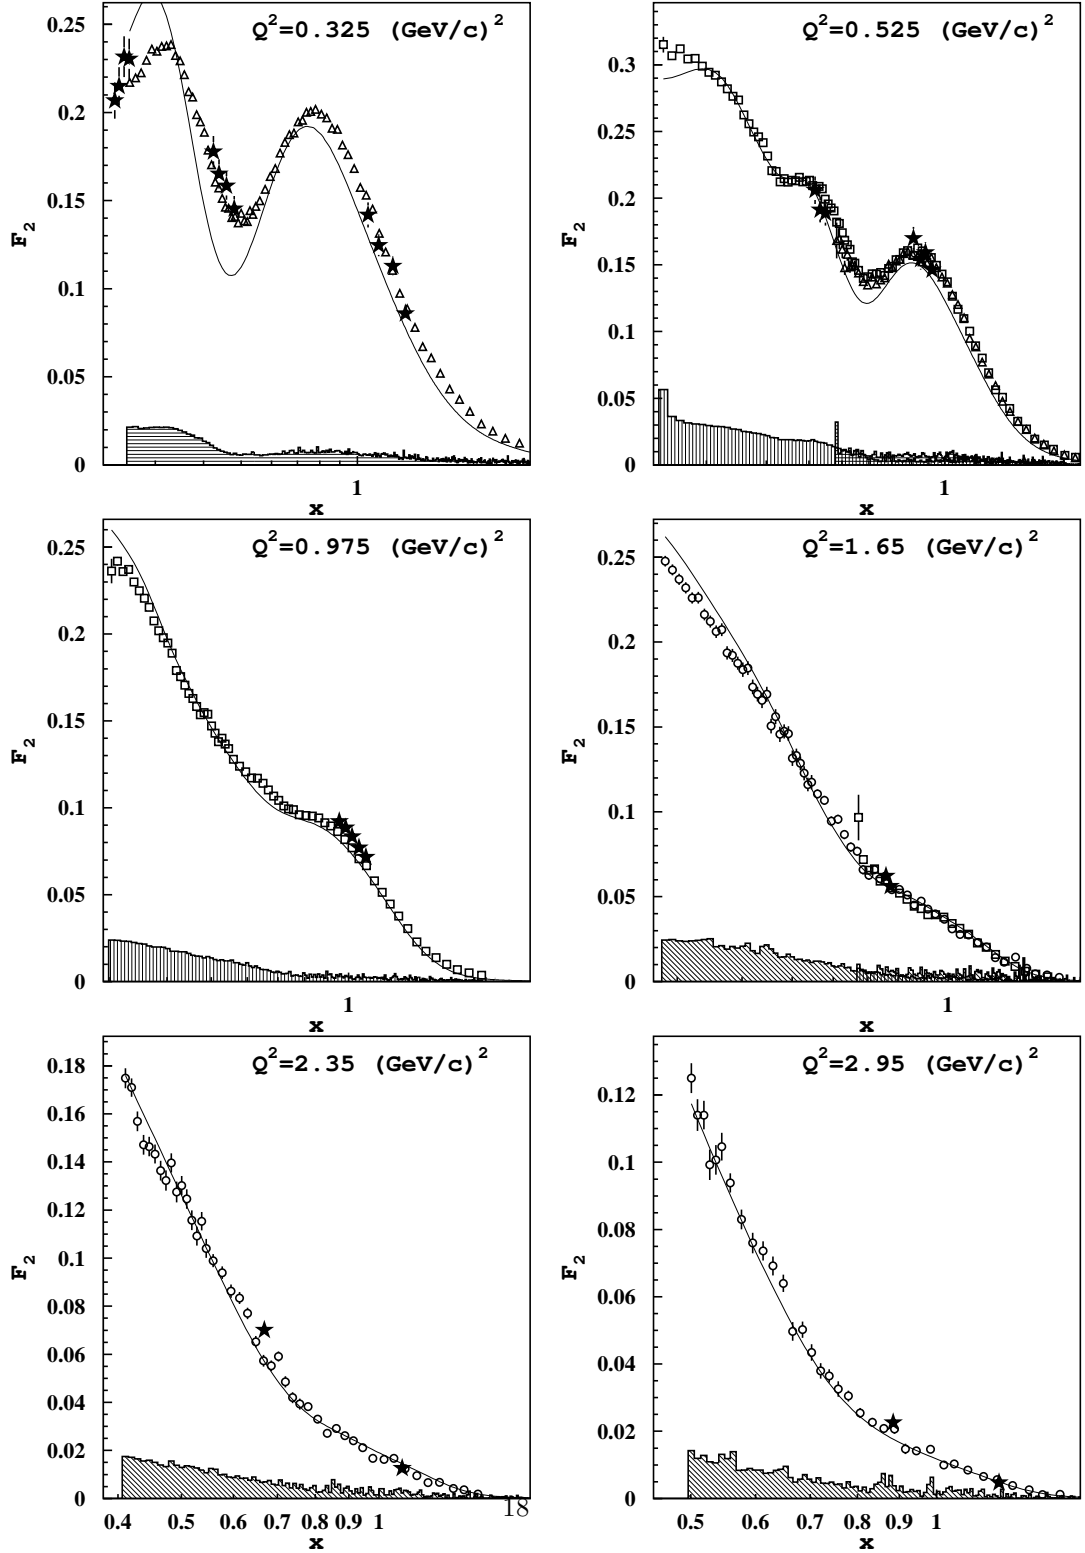 Q²=0.325 (GeV/c)²
F₂
0.25
0.2
0.15
0.1
0.05
0
1
x
Q²=0.525 (GeV/c)²
F₂
0.3
0.25
0.2
0.15
0.1
0.05
0
1
x
Q²=0.975 (GeV/c)²
F₂
0.25
0.2
0.15
0.1
0.05
0
1
x
Q²=1.65 (GeV/c)²
F₂
0.25
0.2
0.15
0.1
0.05
0
1
x
Q²=2.35 (GeV/c)²
F₂
0.18
0.16
0.14
0.12
0.1
0.08
0.06
0.04
0.02
0
0.4 0.5 0.6 0.7 0.8 0.9 1
x
Q²=2.95 (GeV/c)²
F₂
0.12
0.1
0.08
0.06
0.04
0.02
0
0.5 0.6 0.7 0.8 0.9 1
x
18